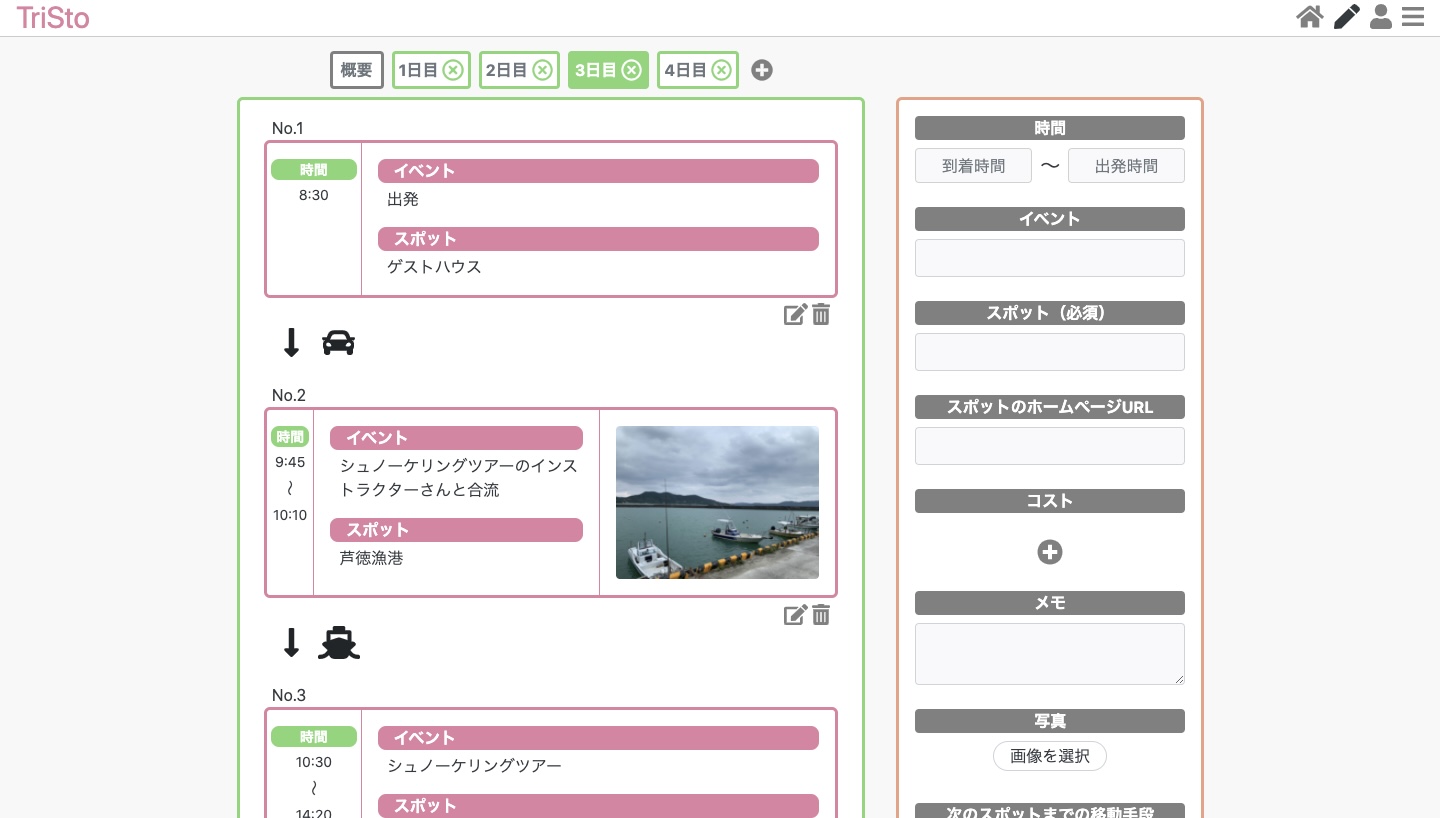 TriSto
概要
1日目
2日目
3日目
4日目
No.1
時間
8:30
イベント
出発
スポット
ゲストハウス
No.2
時間
9:45
〜
10:10
イベント
シュノーケリングツアーのインス
トラクターさんと合流
スポット
芦徳漁港
No.3
時間
10:30
〜
14:20
イベント
シュノーケリングツアー
スポット
時間
到着時間 〜 出発時間
イベント
スポット（必須）
スポットのホームページURL
コスト
メモ
写真
画像を選択
次のスポットまでの移動手段